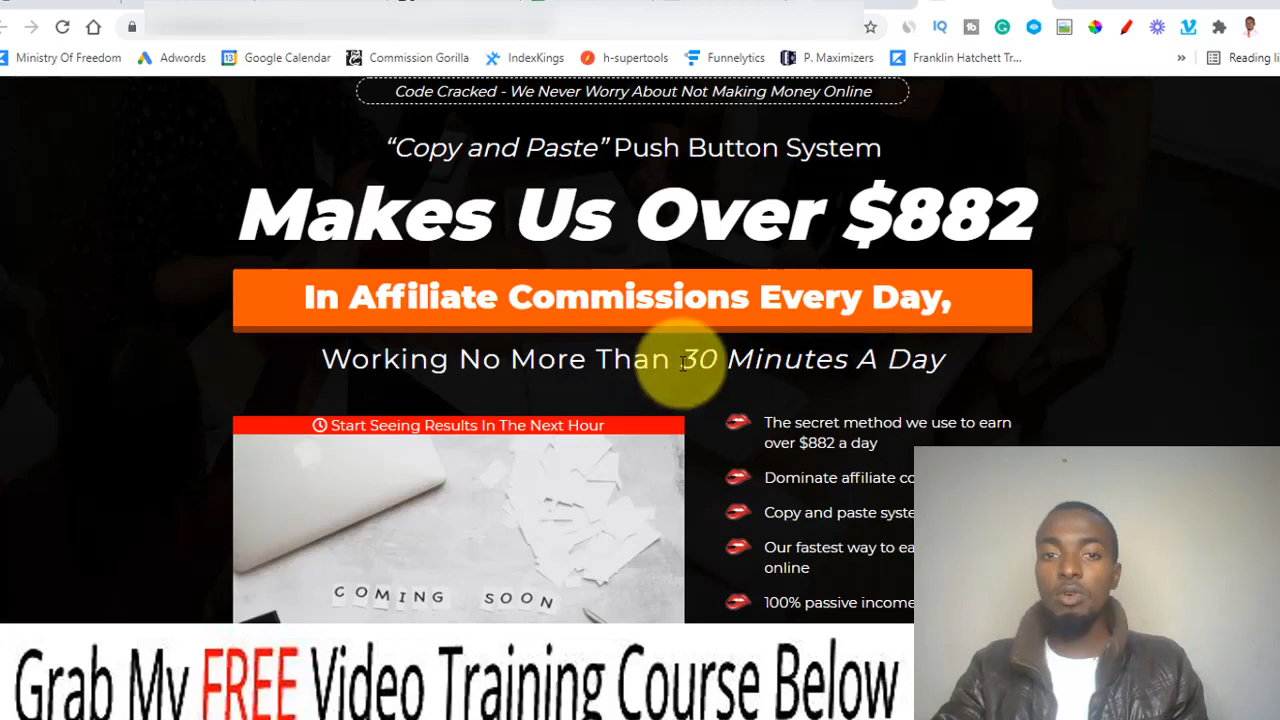 Ministry Of Freedom
Adwords
Google Calendar
Commission Gorilla
IndexKings
h-supertools
Funnelytics
P. Maximizers
Franklin Hatchett Tr...
»
Reading li
Code Cracked - We Never Worry About Not Making Money Online
“Copy and Paste” Push Button System
Makes Us Over $882
In Affiliate Commissions Every Day,
Working No More Than 30 Minutes A Day
Start Seeing Results In The Next Hour
COMING SOON
The secret method we use to earn
over $882 a day
Dominate affiliate co
Copy and paste syste
Our fastest way to ea
online
100% passive income
Grab My FREE Video Training Course Below